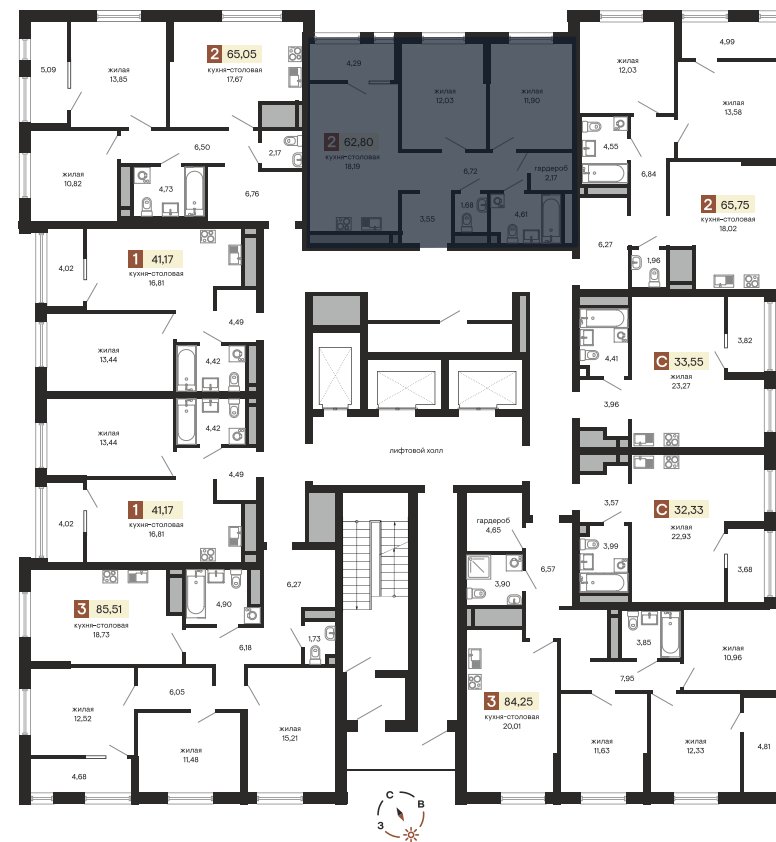 5,09
жилая
13,85
2 65,05
кухня-столовая
17,67
6,50
2,17
жилая
10,82
4,73
6,76
4,29
жилая
12,03
жилая
11,90
2 62,80
кухня-столовая
18,19
6,72
гардероб
2,17
3,55
1,68
4,61
жилая
12,03
4,99
жилая
13,58
4,55
6,84
2 65,75
кухня-столовая
18,02
6,27
1,96
4,02
1 41,17
кухня-столовая
16,81
4,49
жилая
13,44
4,42
4,41
С 33,55
жилая
23,27
3,82
3,96
жилая
13,44
4,42
4,49
лифтовой холл
4,02
1 41,17
кухня-столовая
16,81
гардероб
4,65
3,57
С 32,33
жилая
22,93
3,99
3,68
3,90
6,57
3 85,51
кухня-столовая
18,73
4,90
6,27
6,18
1,73
3,85
жилая
10,96
7,95
6,05
жилая
12,52
жилая
11,48
жилая
15,21
4,68
3 84,25
кухня-столовая
20,01
жилая
11,63
жилая
12,33
4,81
С
В
З